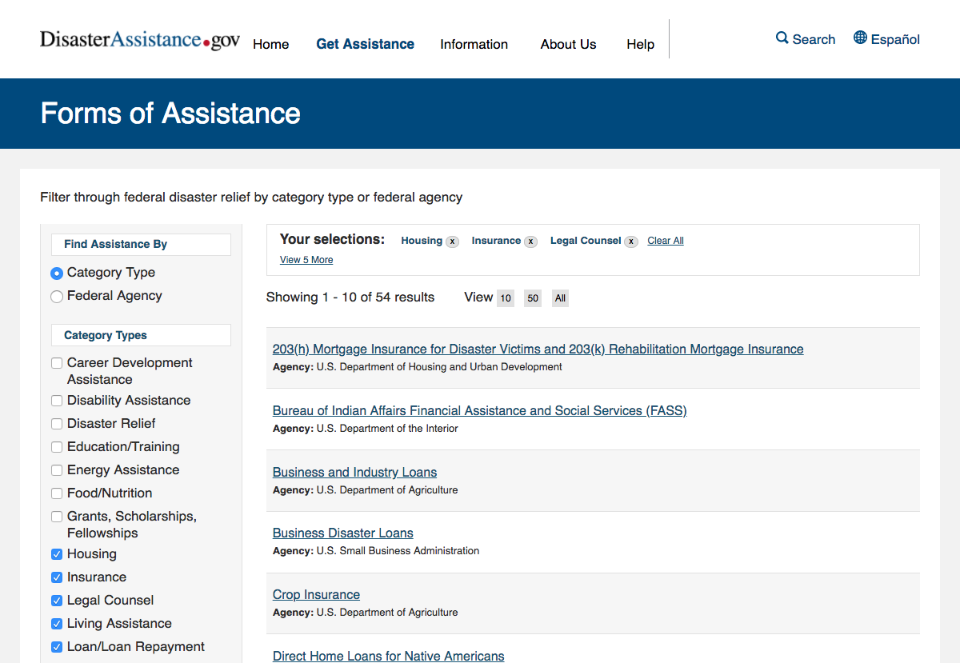 DisasterAssistance.gov
Home Get Assistance Information About Us Help
Search Español
Forms of Assistance
Filter through federal disaster relief by category type or federal agency
Find Assistance By
Category Type
Federal Agency
Category Types
Career Development
Assistance
Disability Assistance
Disaster Relief
Education/Training
Energy Assistance
Food/Nutrition
Grants, Scholarships,
Fellowships
Housing
Insurance
Legal Counsel
Living Assistance
Loan/Loan Repayment
Your selections: Housing x Insurance x Legal Counsel x Clear All
View 5 More
Showing 1 - 10 of 54 results View 10 50 All
203(h) Mortgage Insurance for Disaster Victims and 203(k) Rehabilitation Mortgage Insurance
Agency: U.S. Department of Housing and Urban Development
Bureau of Indian Affairs Financial Assistance and Social Services (FASS)
Agency: U.S. Department of the Interior
Business and Industry Loans
Agency: U.S. Department of Agriculture
Business Disaster Loans
Agency: U.S. Small Business Administration
Crop Insurance
Agency: U.S. Department of Agriculture
Direct Home Loans for Native Americans